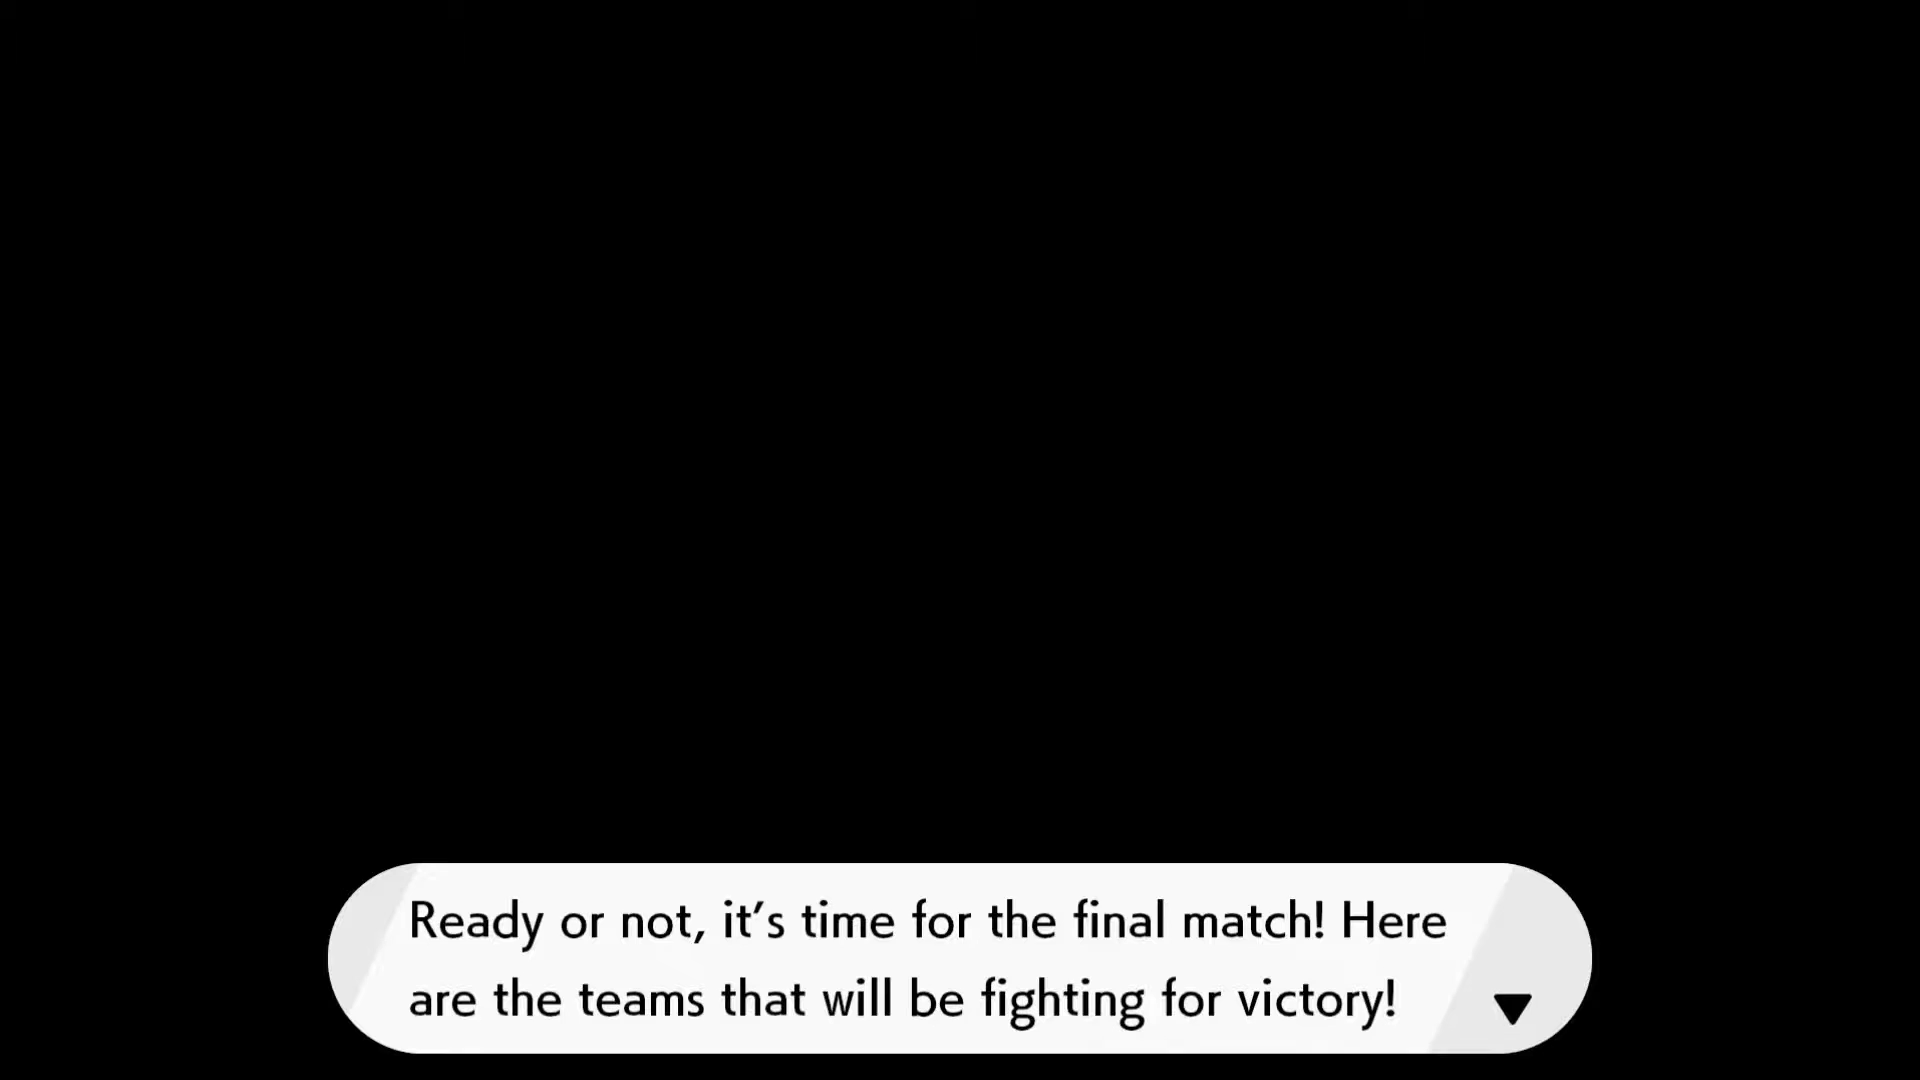 Ready or not, it's time for the final match! Here
are the teams that will be fighting for victory!